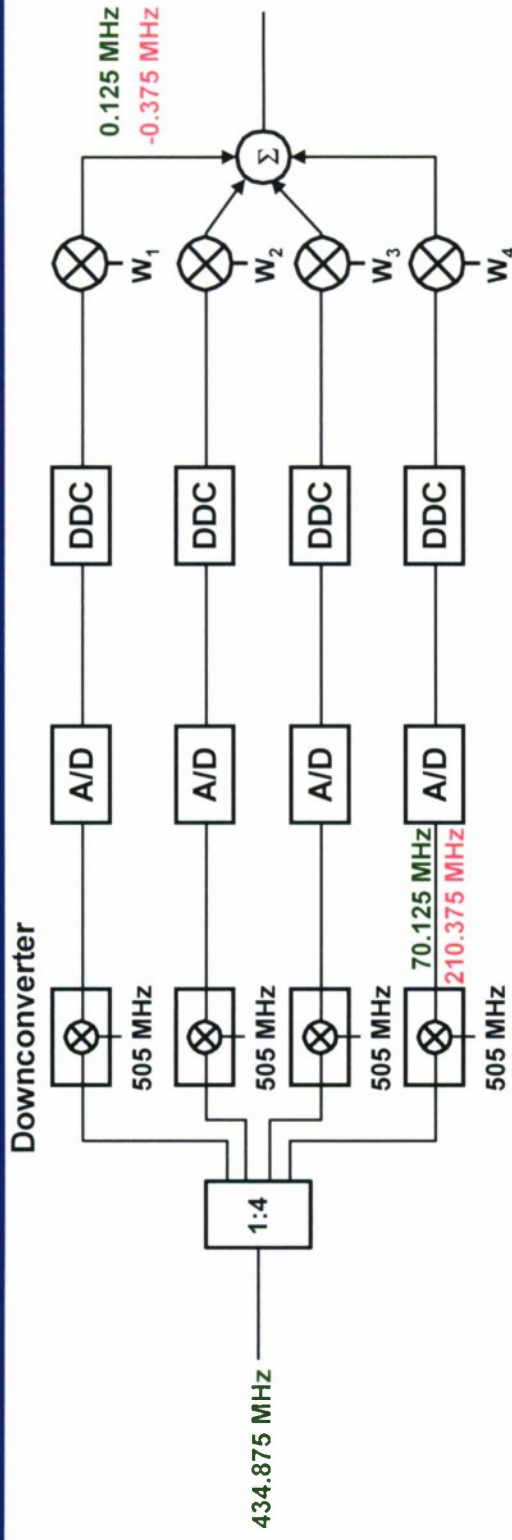 Downconverter
434.875 MHz
1:4
505 MHz
A/D
DDC
W1
505 MHz
A/D
DDC
W2
505 MHz
A/D
DDC
W3
505 MHz
70.125 MHz
210.375 MHz
A/D
DDC
W4
Σ
0.125 MHz
-0.375 MHz